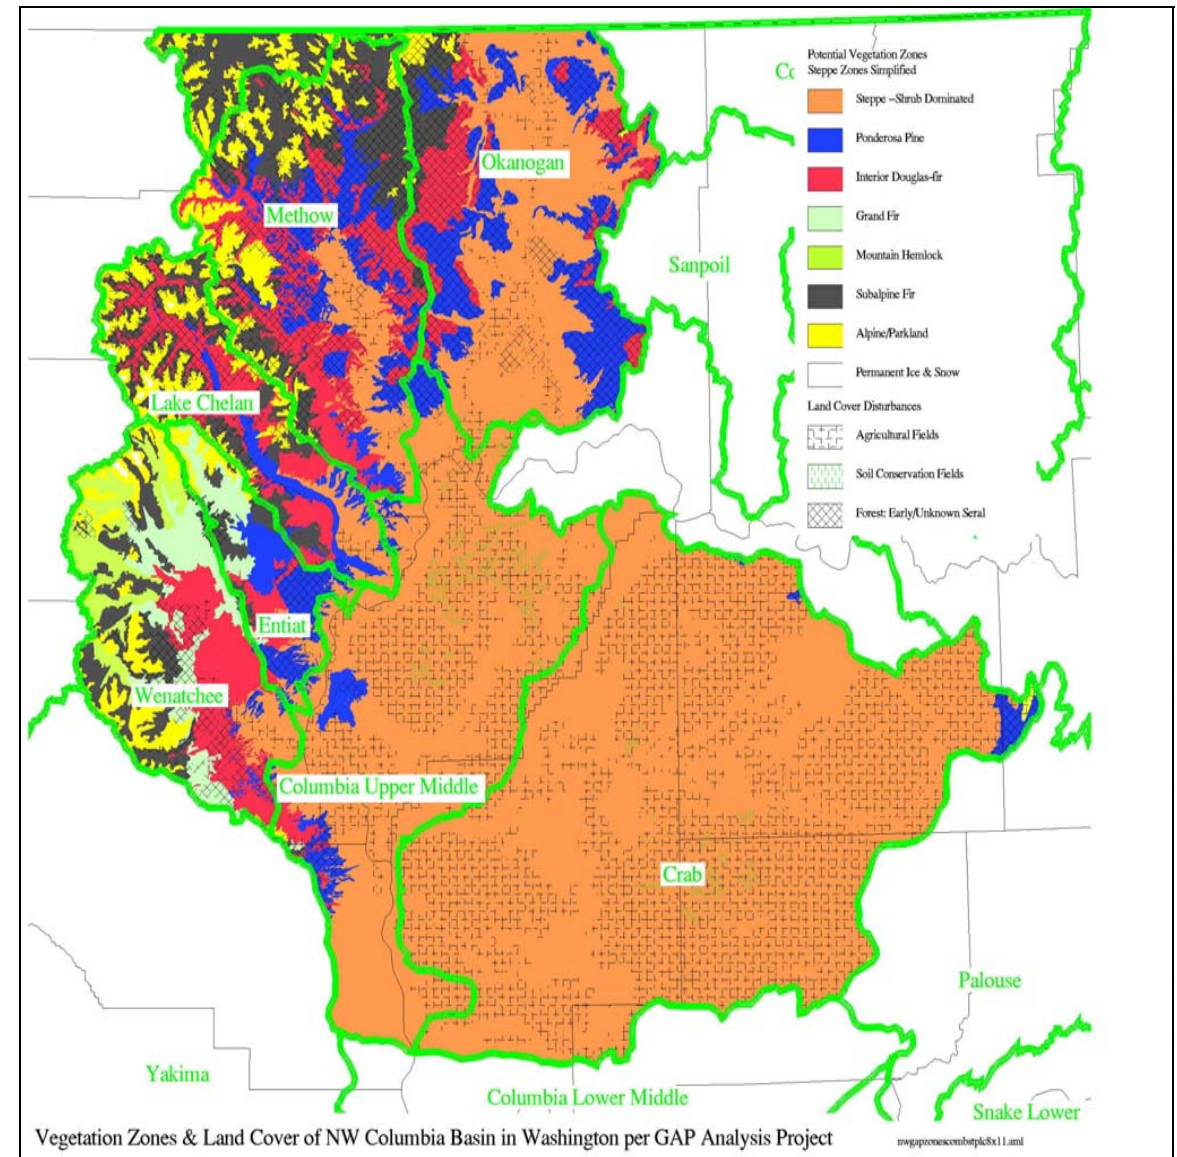 Potential Vegetation Zones
Steppe Zones Simplified
Steppe –Shrub Dominated
Ponderosa Pine
Interior Douglas-fir
Grand Fir
Mountain Hemlock
Subalpine Fir
Alpine/Parkland
Permanent Ice & Snow
Land Cover Disturbances
Agricultural Fields
Soil Conservation Fields
Forest: Early/Unknown Seral
Co
Okanogan
Methow
Sanpoil
Lake Chelan
Entiat
Wenatchee
Columbia Upper Middle
Crab
Palouse
Yakima
Columbia Lower Middle
Snake Lower
Vegetation Zones & Land Cover of NW Columbia Basin in Washington per GAP Analysis Project
nwgapzonescombstplc8x11.aml